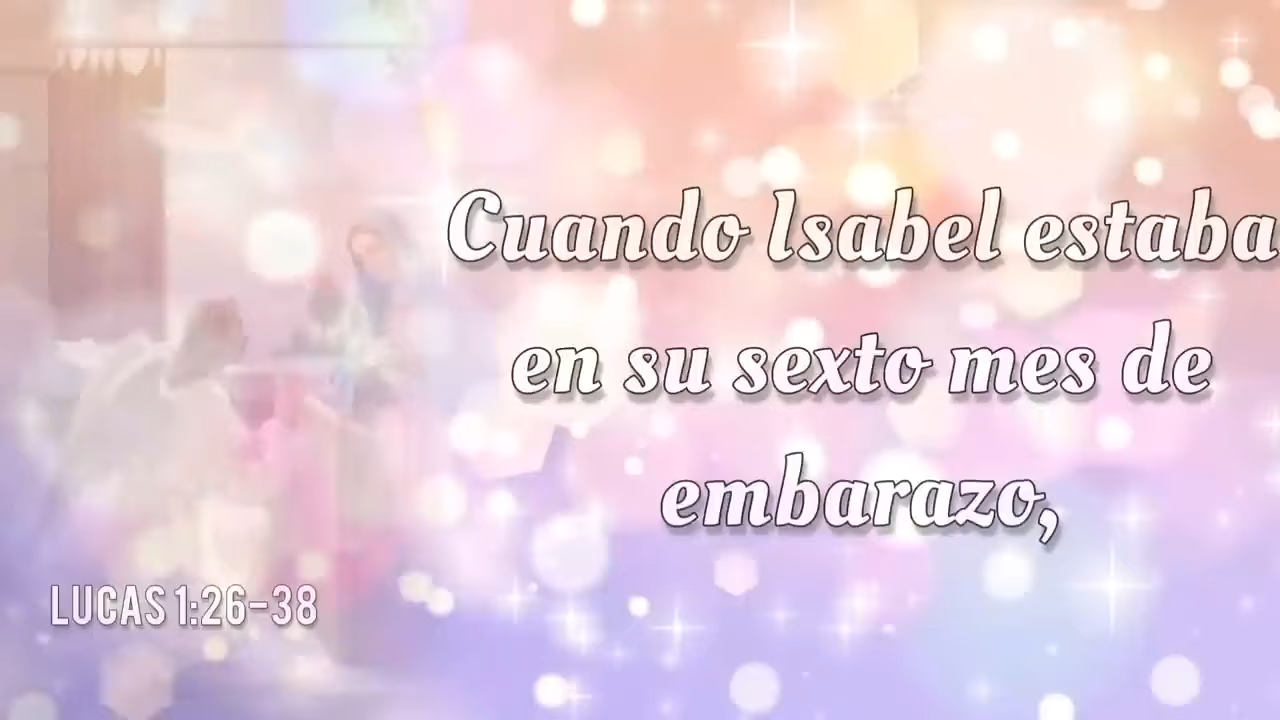 Cuando Isabel estaba
en su sexto mes de
embarazo,
LUCAS 1:26-38